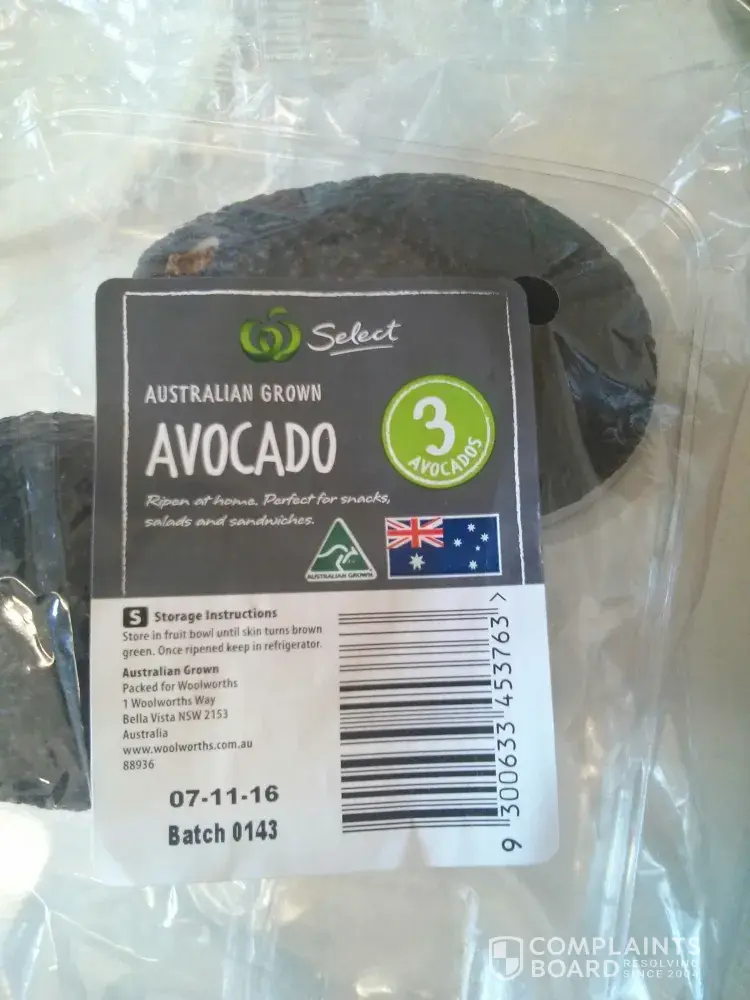 Select
AUSTRALIAN GROWN
AVOCADO
3
AVOCADOS
Ripen at home. Perfect for snacks,
salads and sandwiches.
AUSTRALIAN GROWN
S Storage Instructions
Store in fruit bowl until skin turns brown
green. Once ripened keep in refrigerator.
Australian Grown
Packed for Woolworths
1 Woolworths Way
Bella Vista NSW 2153
Australia
www.woolworths.com.au
88936
07-11-16
Batch 0143
9 300633 453763 >
COMPLAINTS
BOARD RESOLVING
SINCE 2004